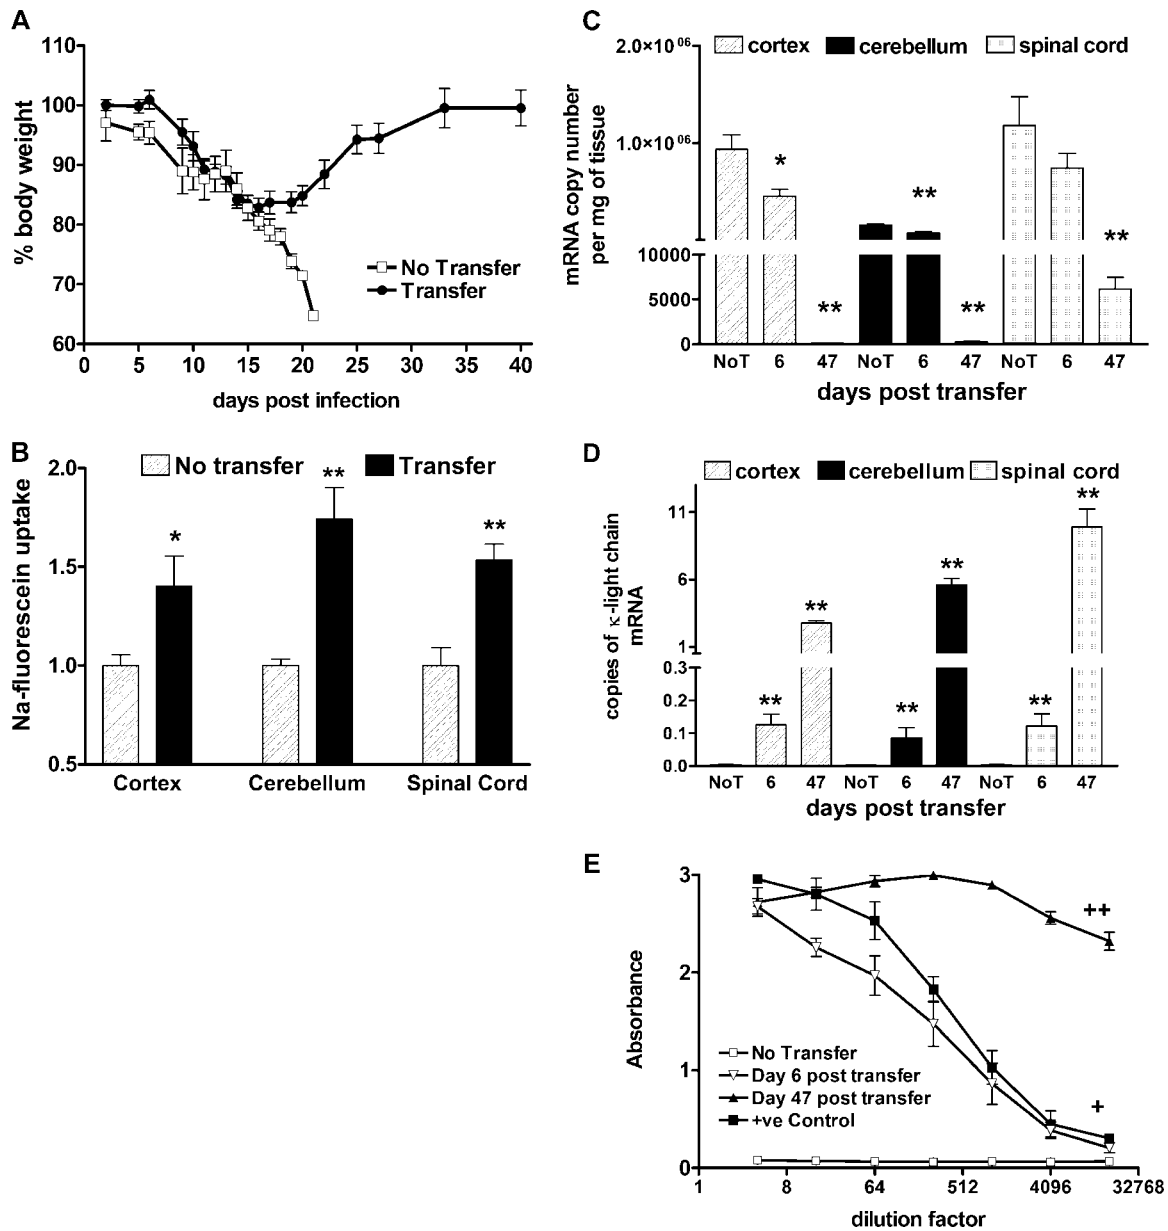 A
110
100
90
80
70
60
% body weight
No Transfer
Transfer
0 5 10 15 20 25 30 35 40
days post infection
B
2.0
1.5
1.0
0.5
Na-fluorescein uptake
No transfer Transfer
* ** **
Cortex Cerebellum Spinal Cord
C
cortex cerebellum spinal cord
2.0×10 06
1.0×10 06
10000
5000
0
mRNA copy number
per mg of tissue
* ** ** ** **
NoT 6 47 NoT 6 47 NoT 6 47
days post transfer
D
cortex cerebellum spinal cord
11
6
1
0.3
0.2
0.1
0.0
copies of κ-light chain
mRNA
** ** ** ** ** **
NoT 6 47 NoT 6 47 NoT 6 47
days post transfer
E
3
2
1
0
Absorbance
++
+
No Transfer
Day 6 post transfer
Day 47 post transfer
+ve Control
1 8 64 512 4096 32768
dilution factor